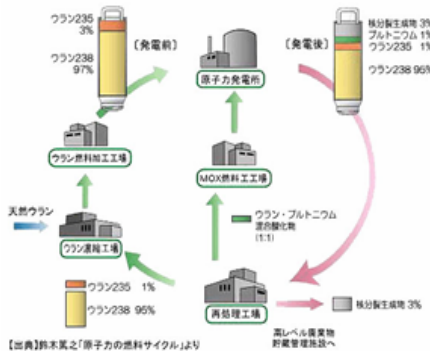 ウラン235
3%
ウラン238
97%
〔発電前〕
原子力発電所
〔発電後〕
核分裂生成物 3%
プルトニウム 1%
ウラン235 1%
ウラン238 95%
ウラン燃料加工工場
MOX燃料工工場
天然ウラン
ウラン濃縮工場
ウラン・プルトニウム
混合酸化物
(1:1)
ウラン235 1%
ウラン238 95%
再処理工場
核分裂生成物 3%
高レベル廃棄物
貯蔵管理施設へ
【出典】鈴木篤之「原子力の燃料サイクル」より